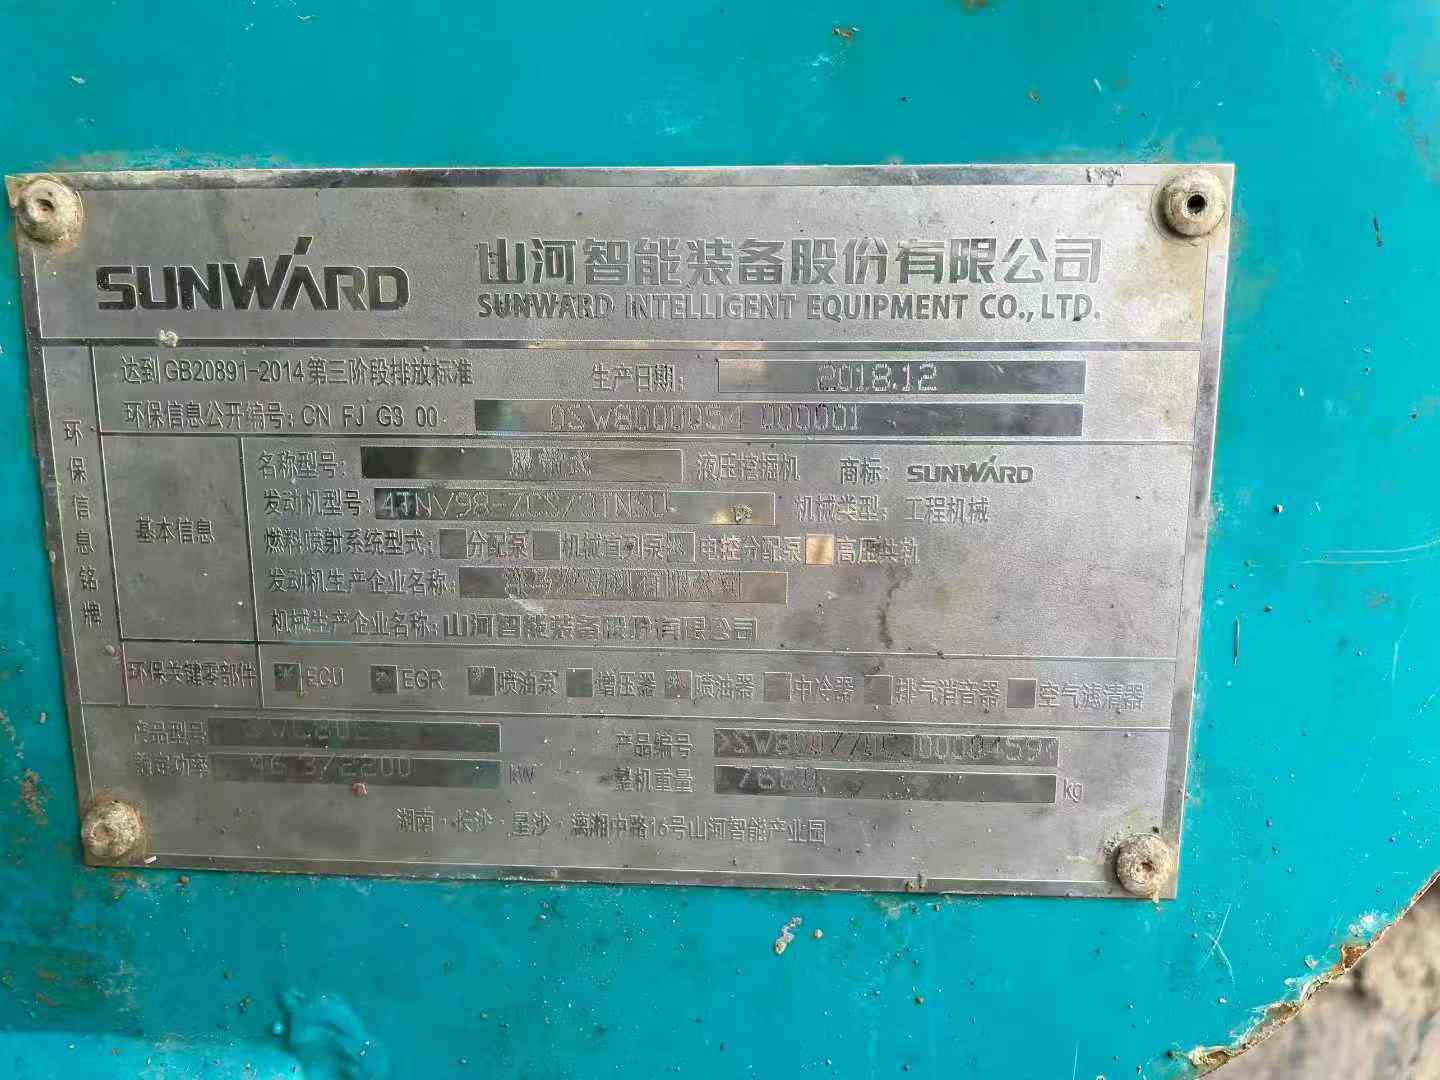 SUNWARD
山河智能装备股份有限公司
SUNWARD INTELLIGENT EQUIPMENT CO., LTD.
环保信息铭牌
达到GB20891-2014第三阶段排放标准 生产日期: 2018.12
环保信息公开编号: CN FJ G3 00 0SW8000054 000001
基本信息
名称型号: 液压挖掘机 商标: SUNWARD
发动机型号: 4TNV98-ZCS 机械类型: 工程机械
燃料喷射系统型式: 分配泵 机械直列泵 电控分配泵 高压共轨
发动机生产企业名称:
机械生产企业名称: 山河智能装备股份有限公司
环保关键零部件 ECU EGR 喷油泵 增压器 喷油器 中冷器 排气消音器 空气滤清器
产品型号 产品编号
额定功率 46.3/2200 kW 整机重量 kg
湖南·长沙·星沙·漓湘中路16号山河智能产业园